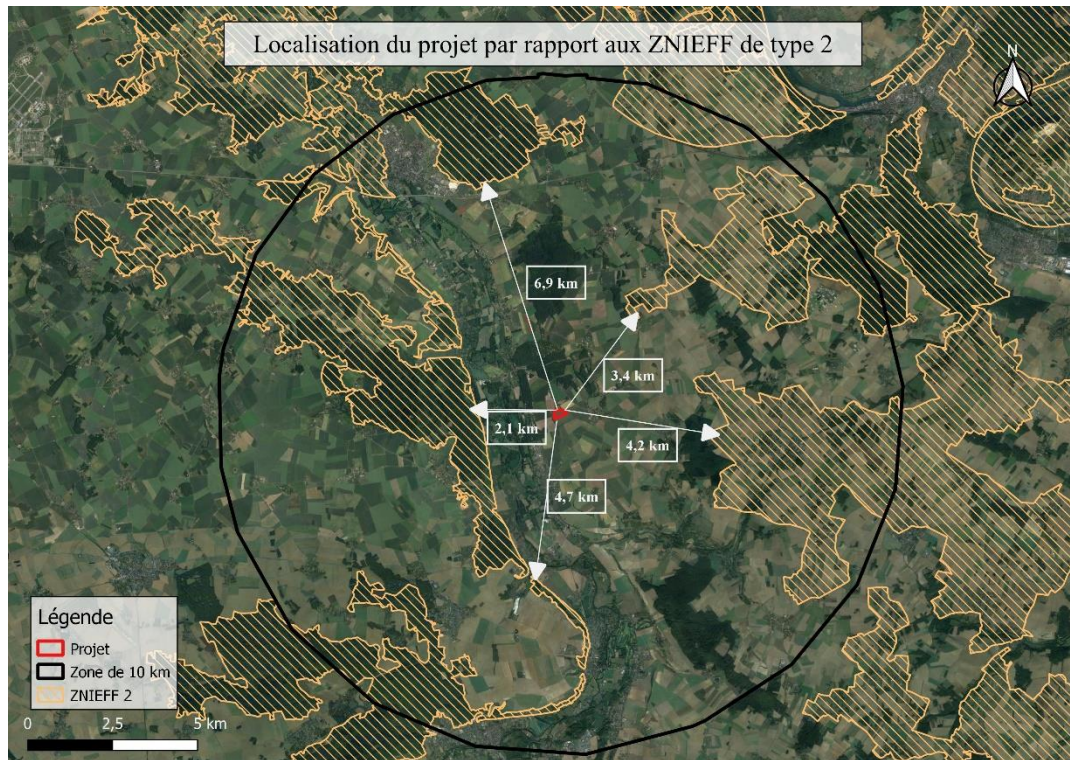 Localisation du projet par rapport aux ZNIEFF de type 2
N
6,9 km
3,4 km
2,1 km
4,2 km
4,7 km
Légende
Projet
Zone de 10 km
ZNIEFF 2
0 2,5 5 km